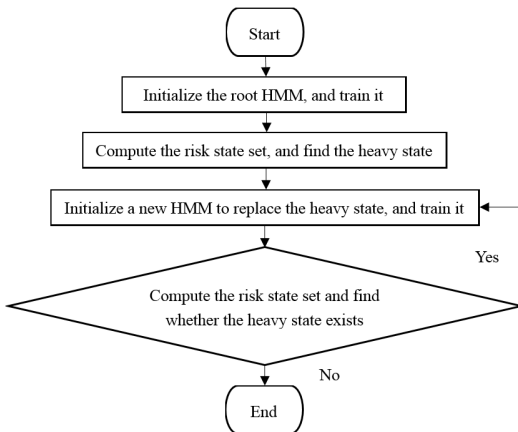 Start
Initialize the root HMM, and train it
Compute the risk state set, and find the heavy state
Initialize a new HMM to replace the heavy state, and train it
Yes
Compute the risk state set and find
whether the heavy state exists
No
End